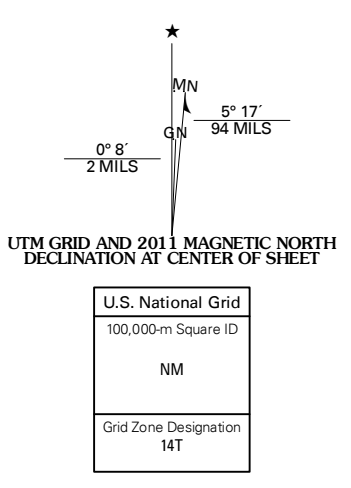 ★
MN
5° 17´
94 MILS
GN
0° 8´
2 MILS
UTM GRID AND 2011 MAGNETIC NORTH
DECLINATION AT CENTER OF SHEET
U.S. National Grid
100,000-m Square ID
NM
Grid Zone Designation
14T